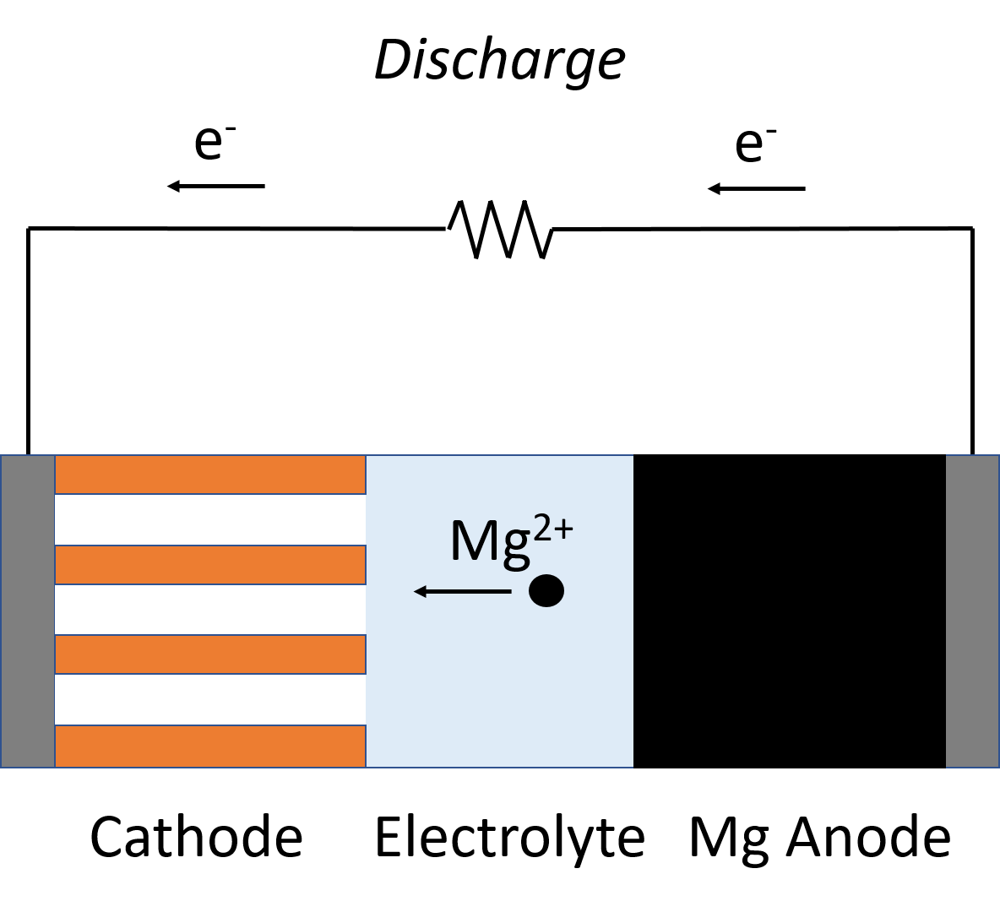 Discharge
e⁻ e⁻
Mg²⁺
Cathode Electrolyte Mg Anode